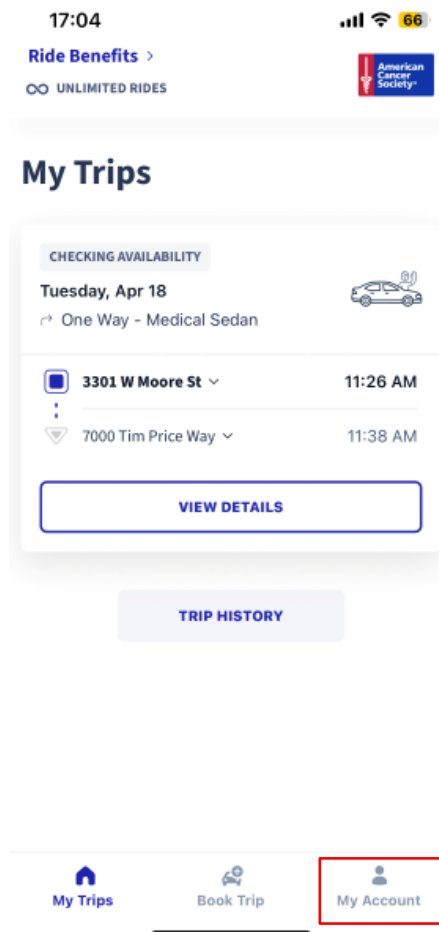 17:04
66
Ride Benefits >
UNLIMITED RIDES
American
Cancer
Society
My Trips
CHECKING AVAILABILITY
Tuesday, Apr 18
One Way - Medical Sedan
3301 W Moore St 11:26 AM
7000 Tim Price Way 11:38 AM
VIEW DETAILS
TRIP HISTORY
My Trips Book Trip My Account